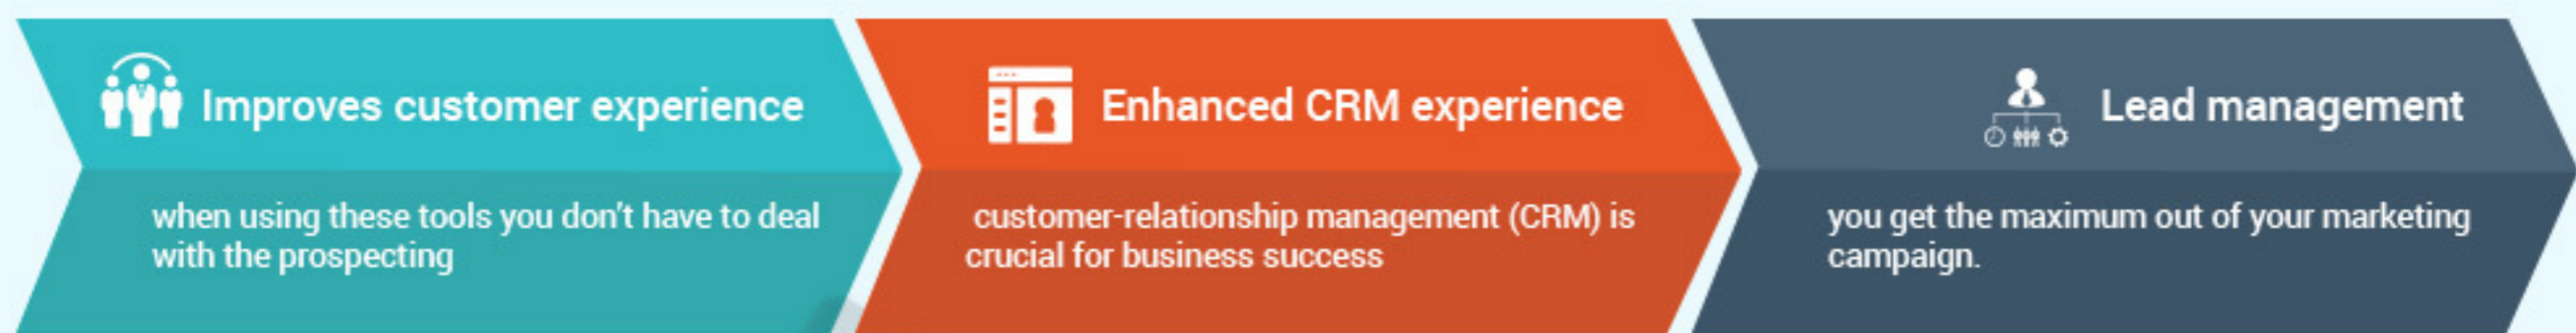 Improves customer experience
when using these tools you don't have to deal
with the prospecting
Enhanced CRM experience
customer-relationship management (CRM) is
crucial for business success
Lead management
you get the maximum out of your marketing
campaign.